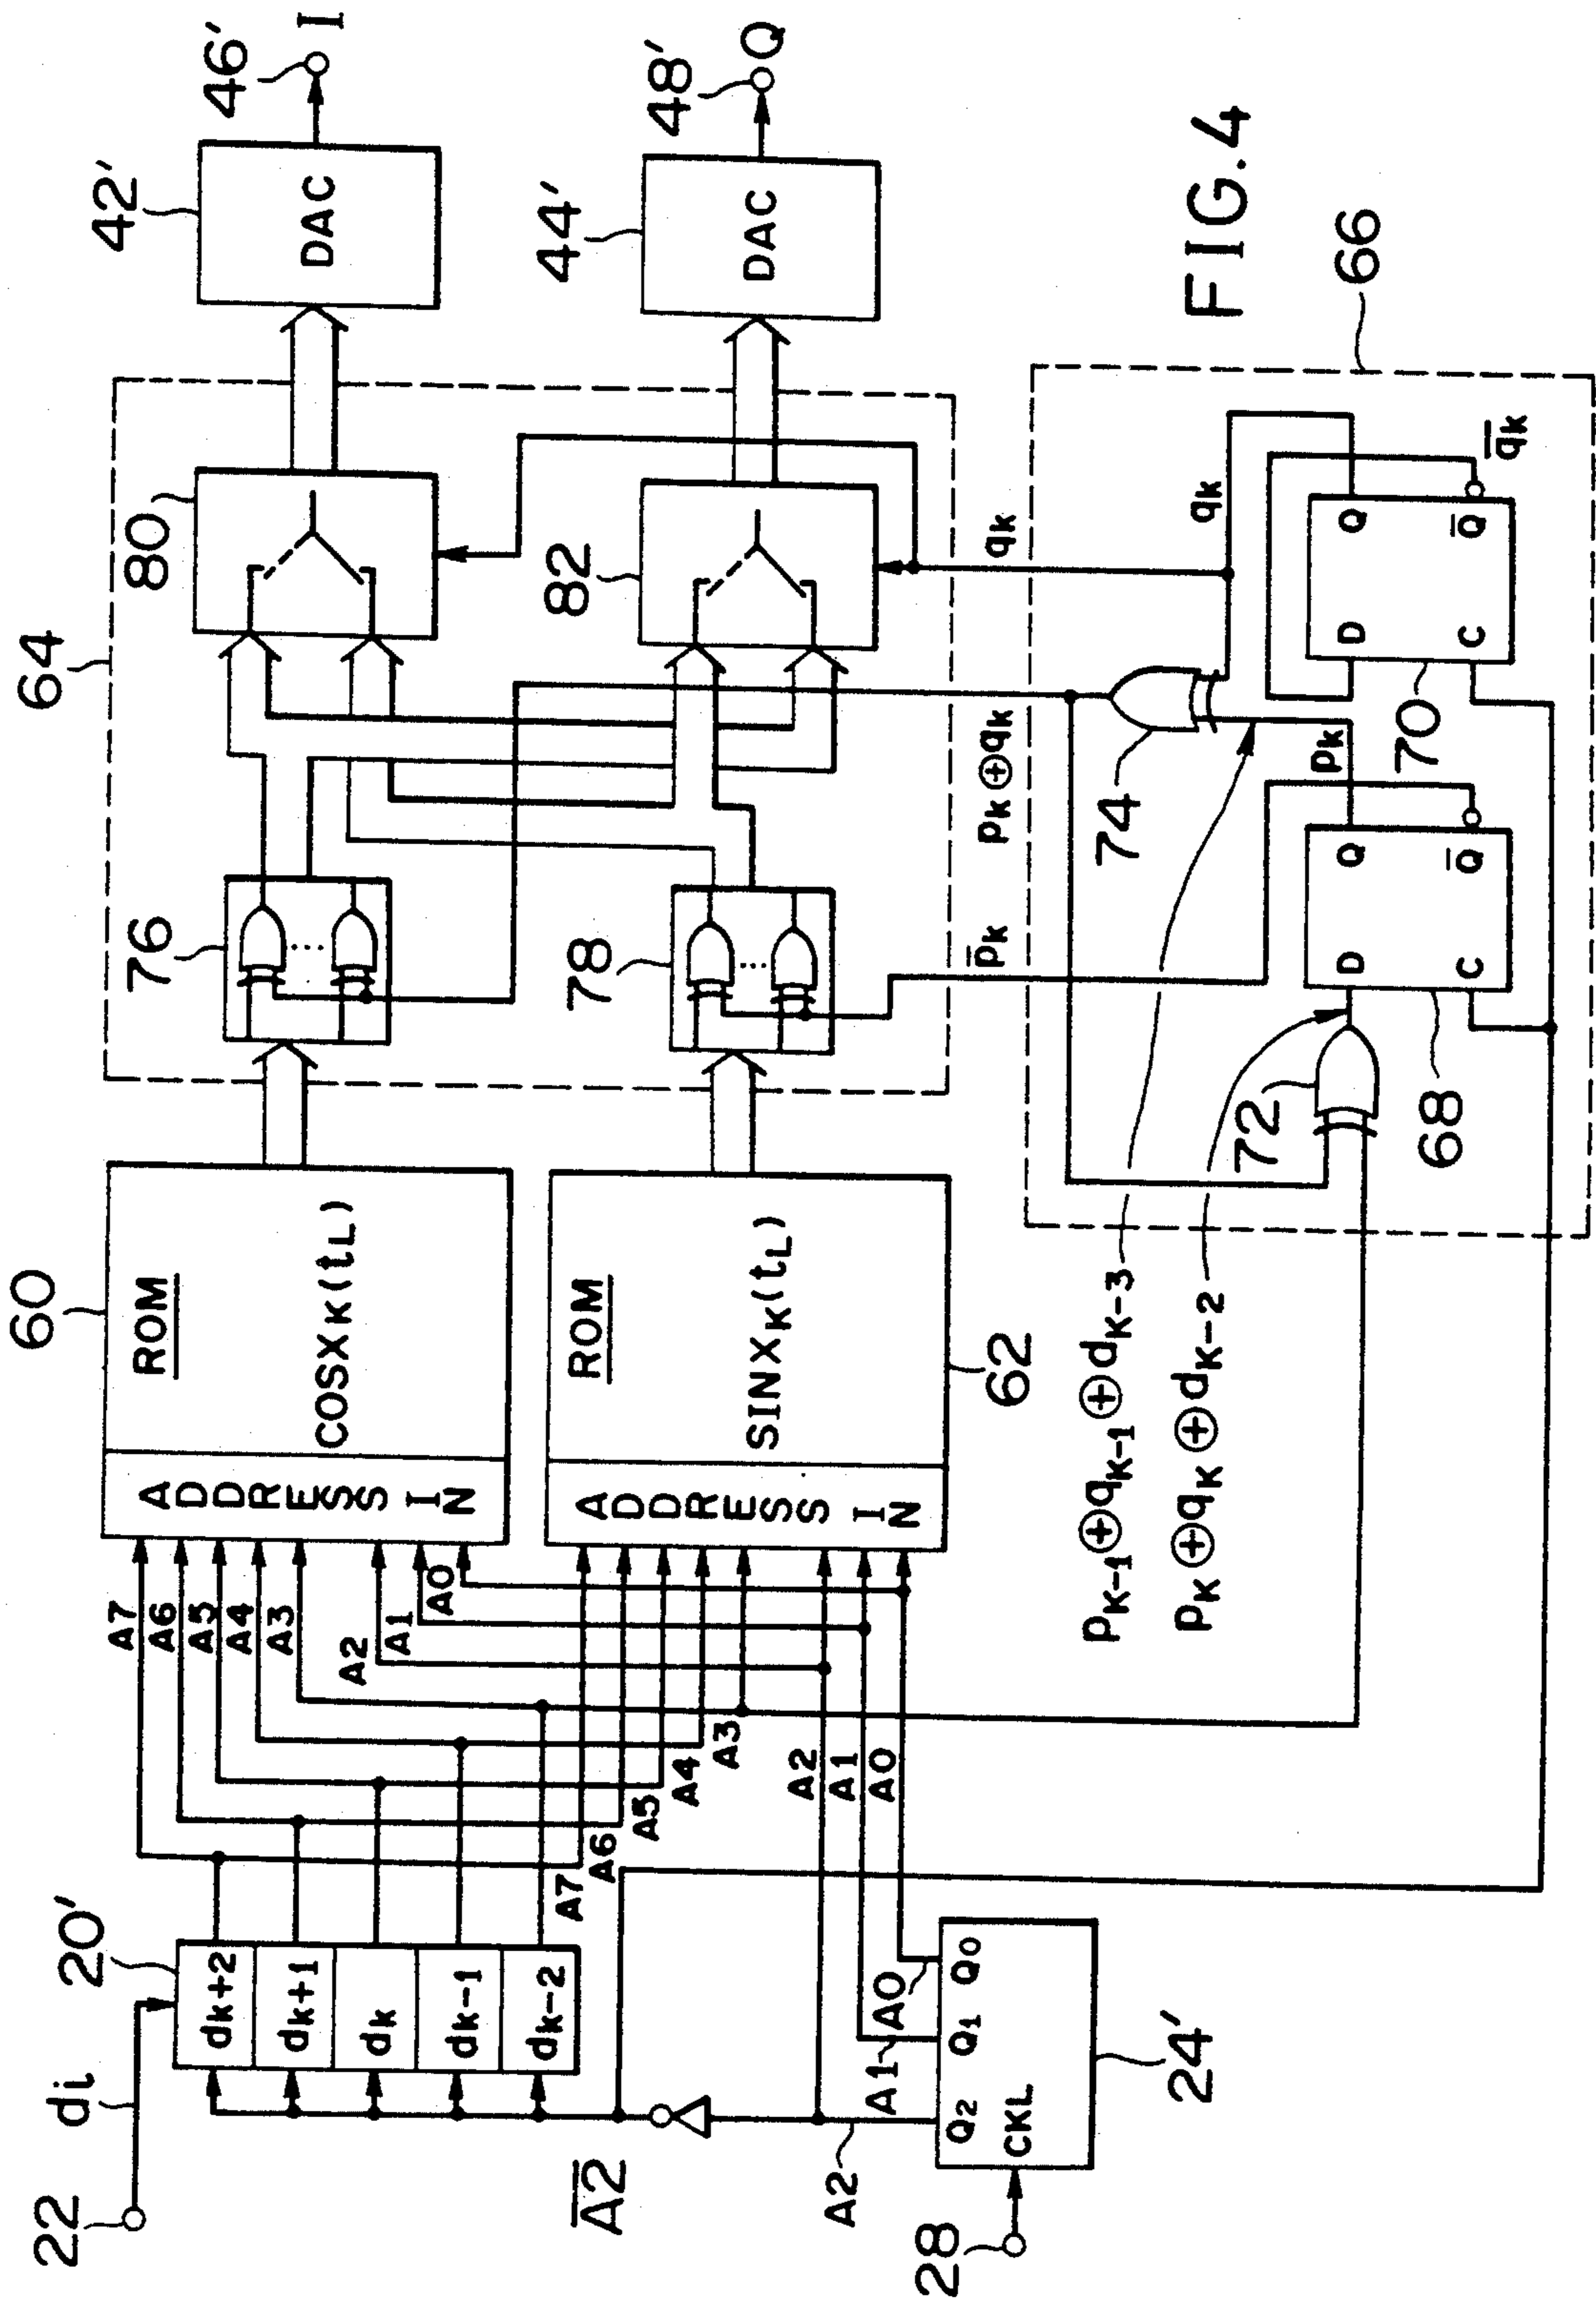 FIG.4
22
di
20'
dk+2
dk+1
dk
dk-1
dk-2
A2
28
CKL
Q2
Q1
Q0
24'
A2
A1
A0
A7
A6
A5
A4
A3
A2
A1
A0
A7
A6
A5
A4
A3
A2
A1
A0
60
ADDRESS IN
ROM
COSXK(tL)
ADDRESS IN
ROM
SINXK(tL)
62
64
76
78
80
82
42'
DAC
46'
I
44'
DAC
48'
Q
p̅k
pk⊕qk
qk
66
pK-1⊕qK-1⊕dK-3
pK⊕qK⊕dK-2
72
68
D
C
Q
Q̅
pk
74
70
D
C
Q
Q̅
qk
q̅k